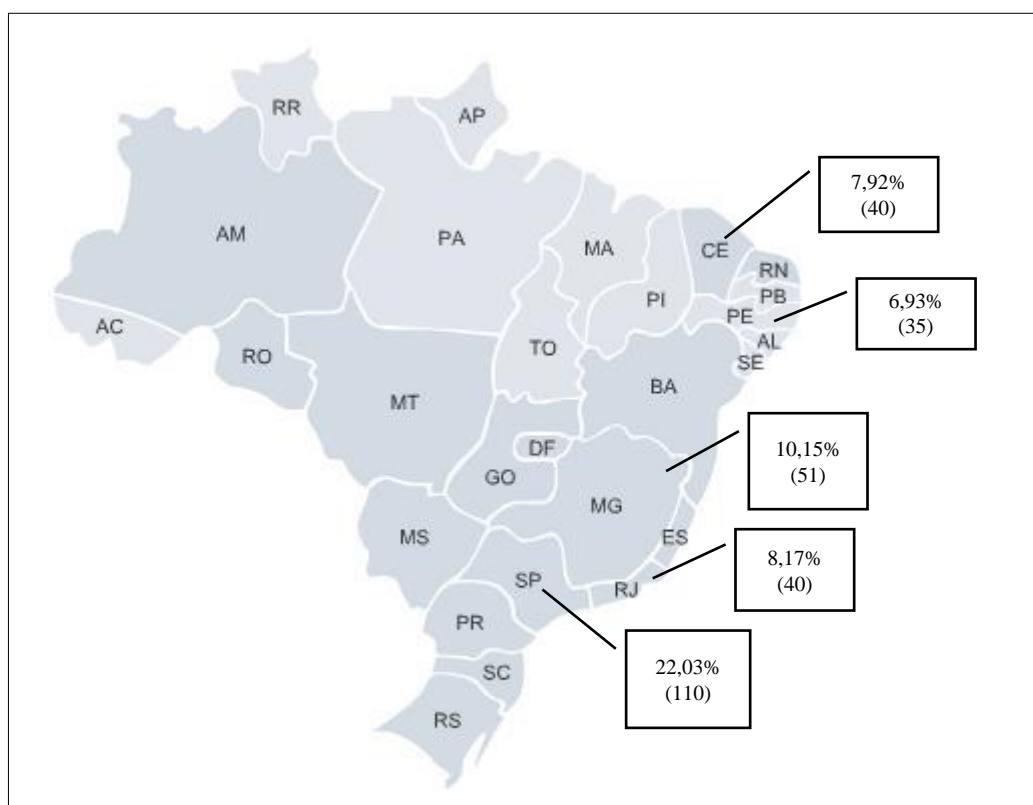 RR
AP
7,92%
(40)
AM
PA
MA
CE
RN
PI
PB
PE
6,93%
(35)
AC
RO
TO
AL
SE
MT
BA
DF
10,15%
(51)
GO
MG
MS
ES
8,17%
(40)
SP
RJ
PR
22,03%
(110)
SC
RS